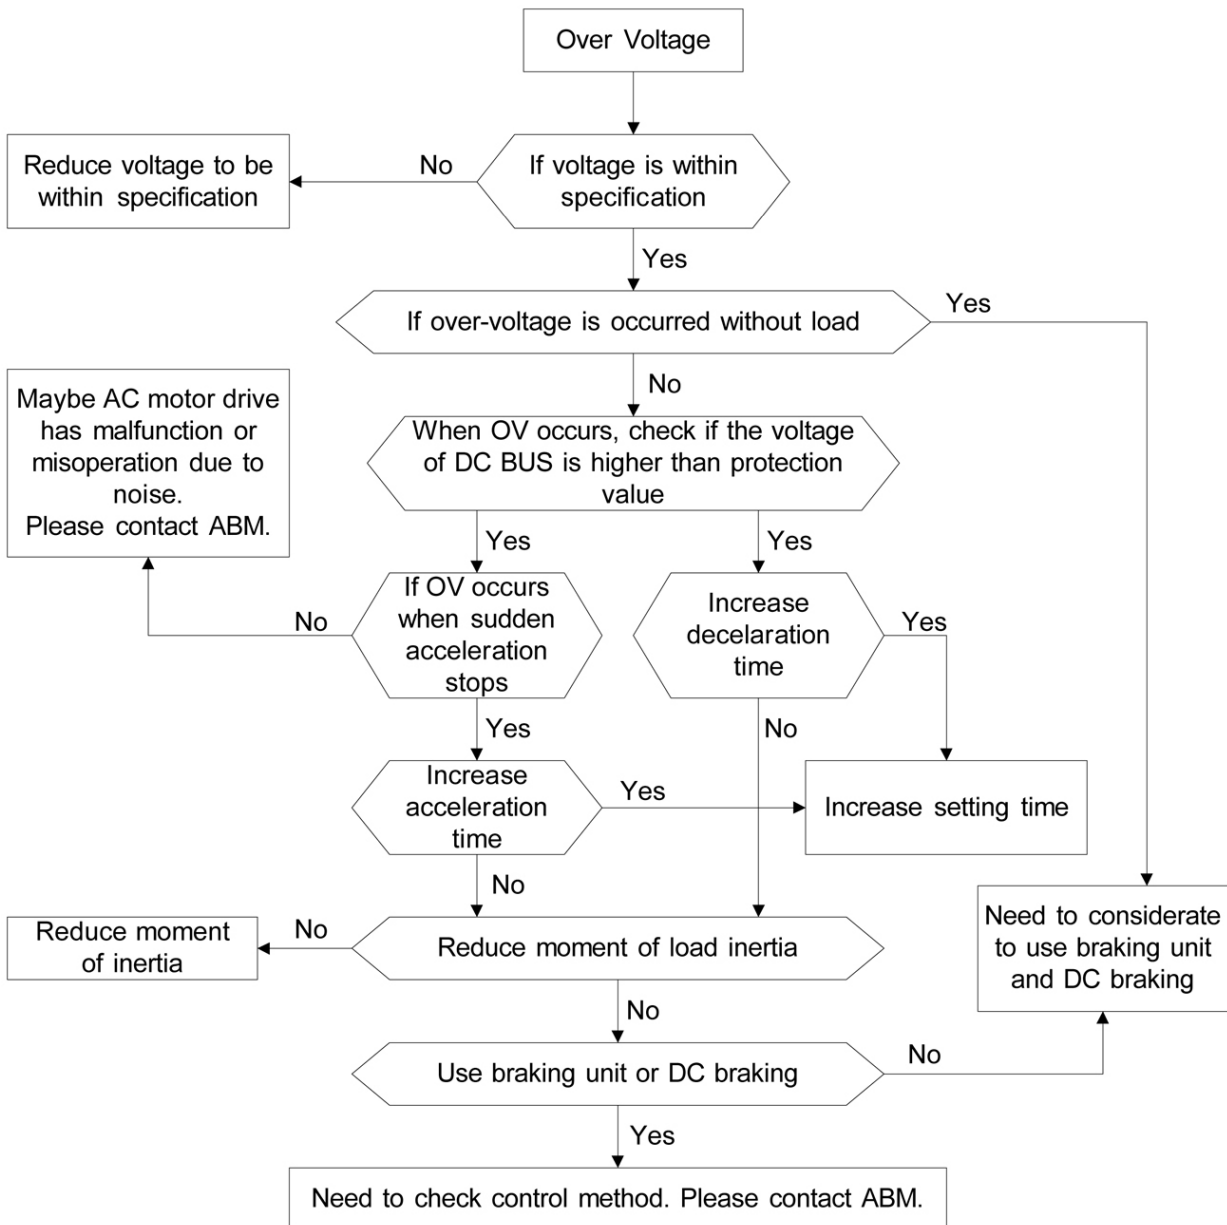 Over Voltage
Reduce voltage to be
within specification
No
If voltage is within
specification
Yes
If over-voltage is occurred without load
Yes
No
Maybe AC motor drive
has malfunction or
misoperation due to
noise.
Please contact ABM.
When OV occurs, check if the voltage
of DC BUS is higher than protection
value
Yes
Yes
No
If OV occurs
when sudden
acceleration
stops
Increase
decelaration
time
Yes
Yes
No
Increase
acceleration
time
Yes
Increase setting time
No
Reduce moment
of inertia
No
Reduce moment of load inertia
Need to considerate
to use braking unit
and DC braking
No
Use braking unit or DC braking
No
Yes
Need to check control method. Please contact ABM.